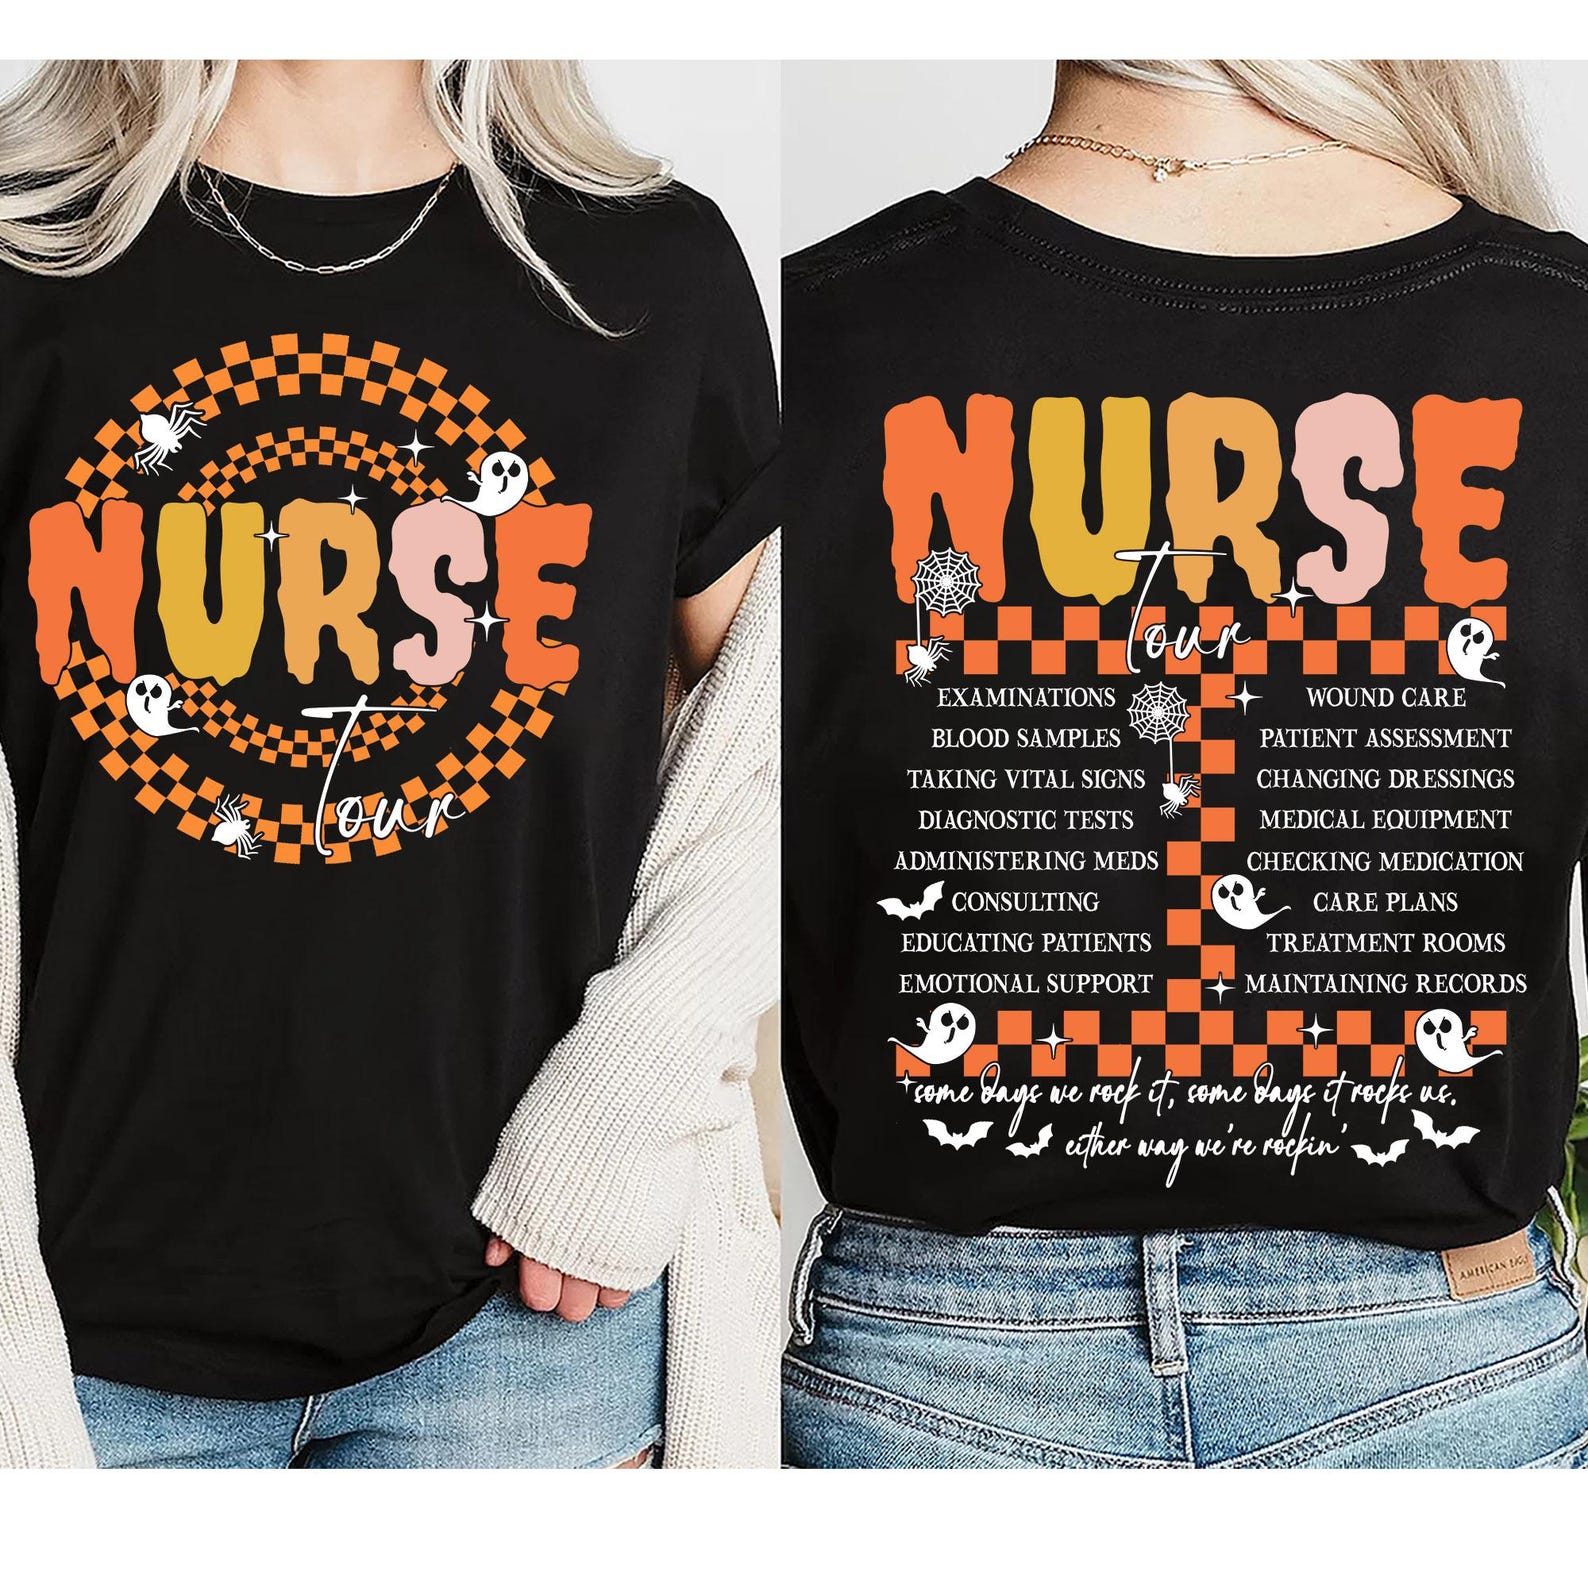 NURSE
Tour
NURSE
Tour
EXAMINATIONS
BLOOD SAMPLES
TAKING VITAL SIGNS
DIAGNOSTIC TESTS
ADMINISTERING MEDS
CONSULTING
EDUCATING PATIENTS
EMOTIONAL SUPPORT
WOUND CARE
PATIENT ASSESSMENT
CHANGING DRESSINGS
MEDICAL EQUIPMENT
CHECKING MEDICATION
CARE PLANS
TREATMENT ROOMS
MAINTAINING RECORDS
some days we rock it, some days it rocks us.
either way we're rockin'
AMERICAN EAGL